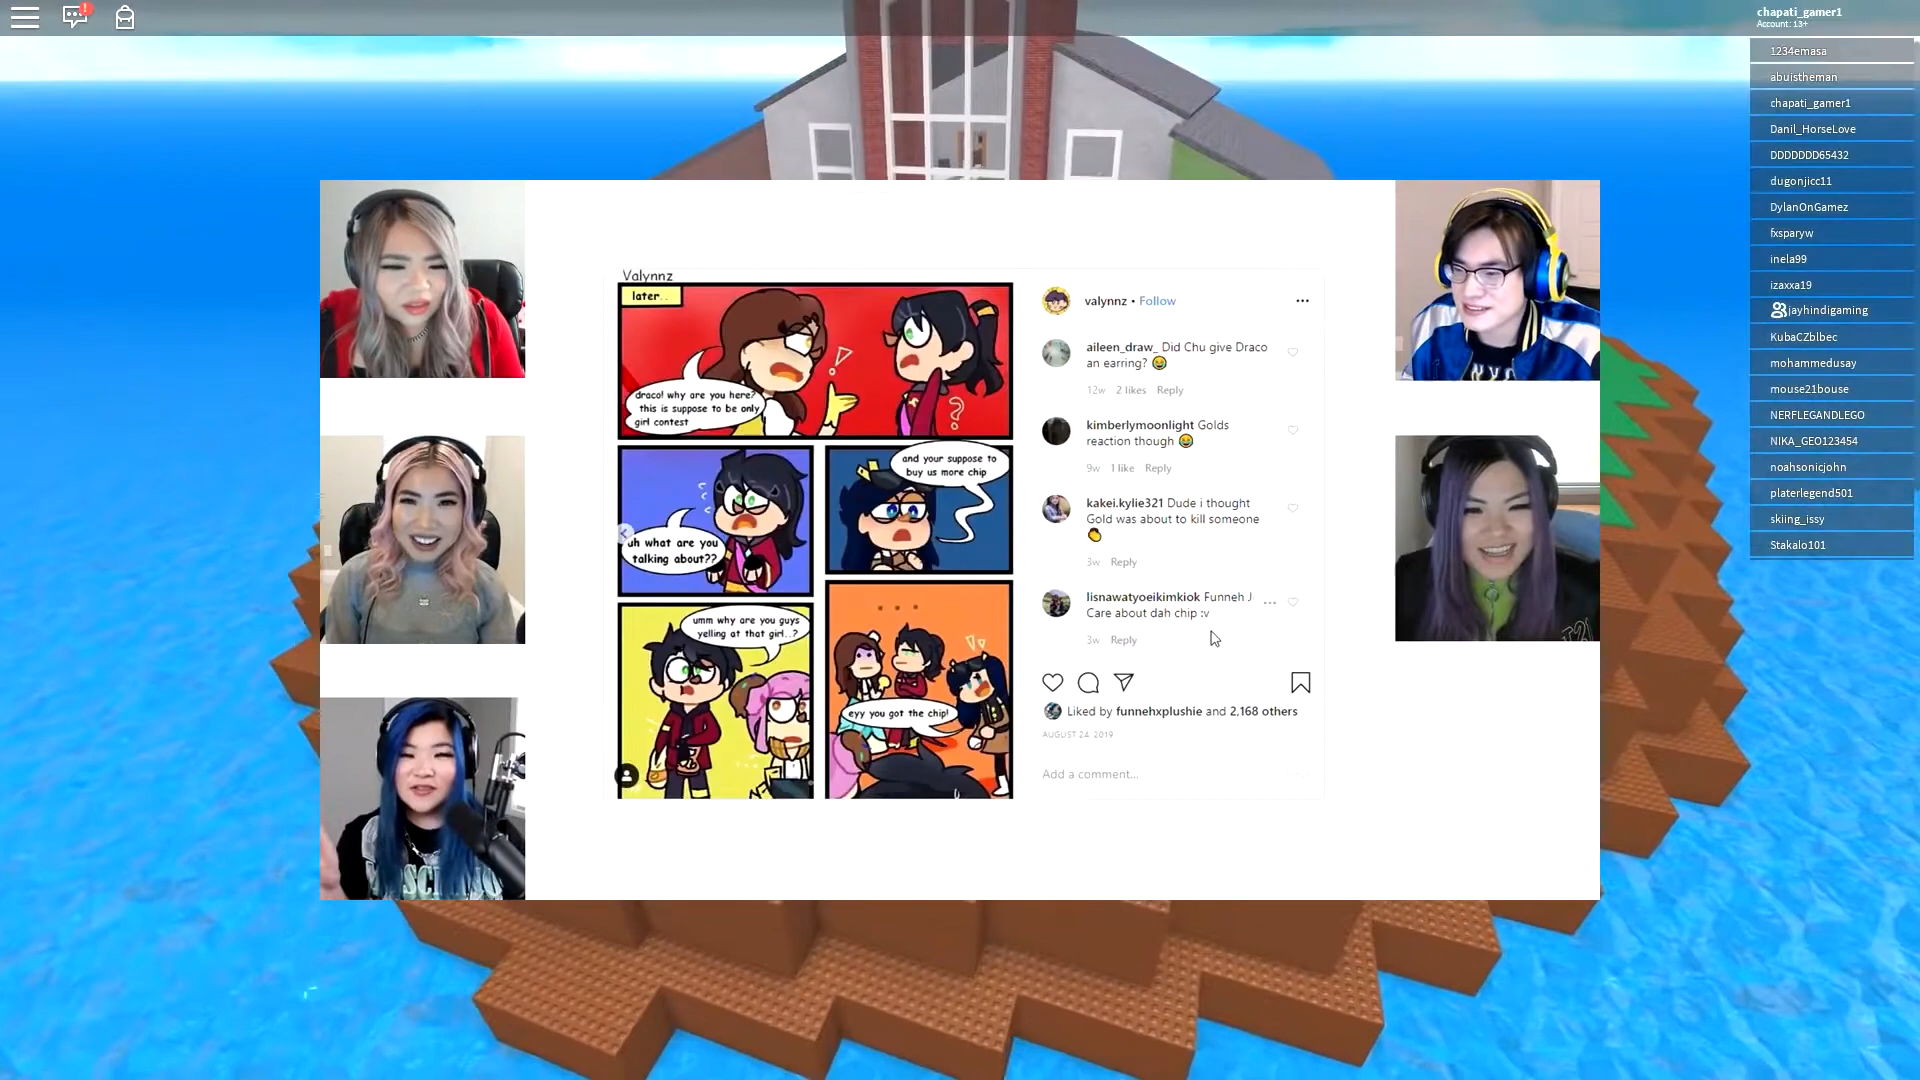 chapati_gamer1
Account: 13+
1234emasa
abuistheman
chapati_gamer1
Danil_HorseLove
DDDDDDD65432
dugonjicc11
DylanOnGamez
fxsparyw
inela99
izaxxa19
jayhindigaming
KubaCZblbec
mohammedusay
mouse21bouse
NERFLEGANDLEGO
NIKA_GEO123454
noahsonicjohn
platerlegend501
skiing_issy
Stakalo101
Valynnz
later..
draco! why are you here?
this is suppose to be only
girl contest
!
?
uh what are you
talking about??
and your suppose to
buy us more chip
umm why are you guys
yelling at that girl..?
...
eyy you got the chip!
valynnz • Follow
aileen_draw_ Did Chu give Draco
an earring? 😂
12w 2 likes Reply
kimberlymoonlight Golds
reaction though 😂
9w 1 like Reply
kakei.kylie321 Dude i thought
Gold was about to kill someone
3w Reply
lisnawatyoeikimkiok Funneh J
Care about dah chip :v
3w Reply
Liked by funnehxplushie and 2,168 others
AUGUST 24, 2019
Add a comment...